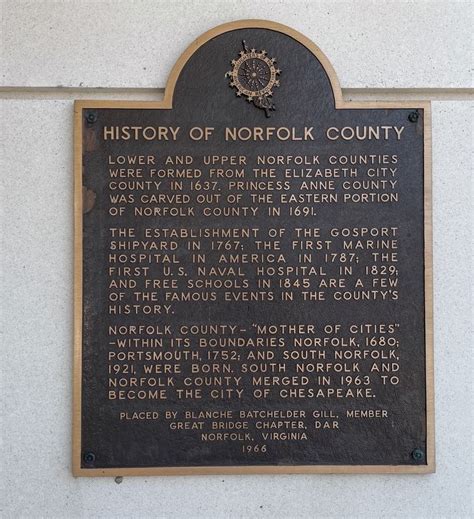 HISTORY OF NORFOLK COUNTY
LOWER AND UPPER NORFOLK COUNTIES
WERE FORMED FROM THE ELIZABETH CITY
COUNTY IN 1637. PRINCESS ANNE COUNTY
WAS CARVED OUT OF THE EASTERN PORTION
OF NORFOLK COUNTY IN 1691.
THE ESTABLISHMENT OF THE GOSPORT
SHIPYARD IN 1767; THE FIRST MARINE
HOSPITAL IN AMERICA IN 1787; THE
FIRST U.S. NAVAL HOSPITAL IN 1829;
AND FREE SCHOOLS IN 1845 ARE A FEW
OF THE FAMOUS EVENTS IN THE COUNTY'S
HISTORY.
NORFOLK COUNTY- "MOTHER OF CITIES"
-WITHIN ITS BOUNDARIES NORFOLK, 1680;
PORTSMOUTH, 1752; AND SOUTH NORFOLK,
1921, WERE BORN. SOUTH NORFOLK AND
NORFOLK COUNTY MERGED IN 1963 TO
BECOME THE CITY OF CHESAPEAKE.
PLACED BY BLANCHE BATCHELDER GILL, MEMBER
GREAT BRIDGE CHAPTER, DAR
NORFOLK, VIRGINIA
1966